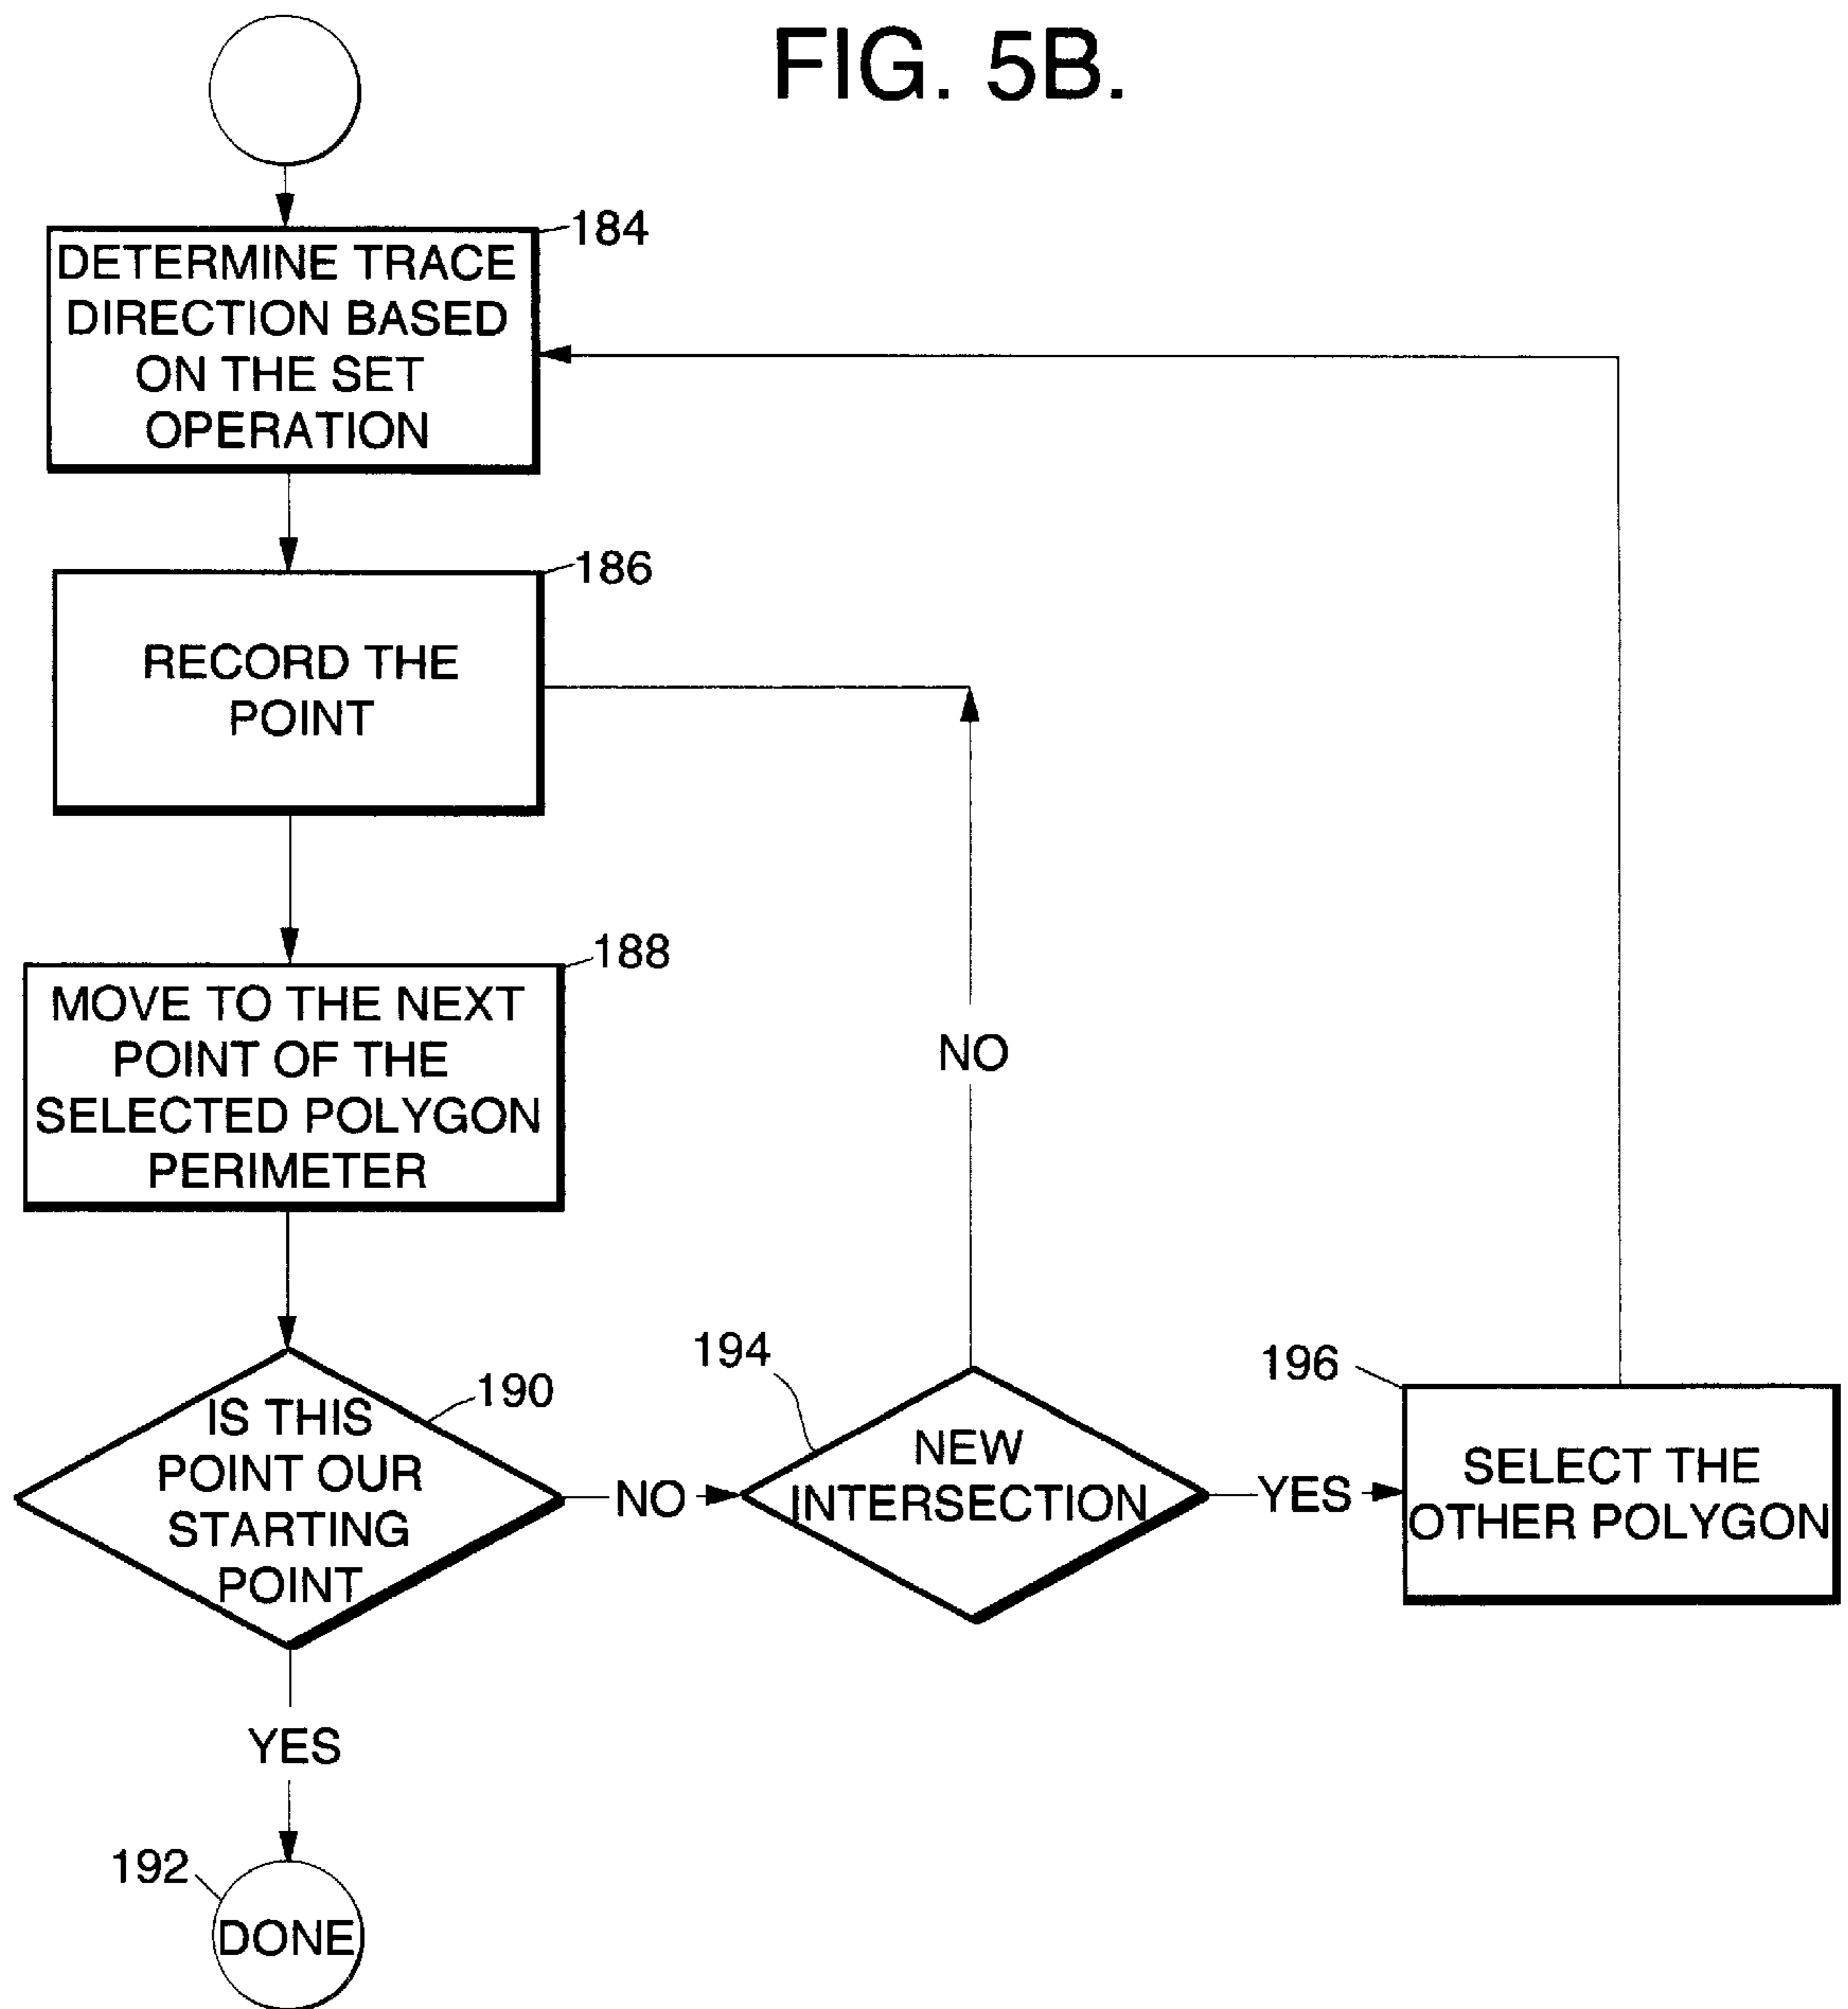 FIG. 5B.
184
DETERMINE TRACE
DIRECTION BASED
ON THE SET
OPERATION
186
RECORD THE
POINT
188
MOVE TO THE NEXT
POINT OF THE
SELECTED POLYGON
PERIMETER
190
IS THIS
POINT OUR
STARTING
POINT
NO
194
NEW
INTERSECTION
NO
YES
196
SELECT THE
OTHER POLYGON
YES
192
DONE